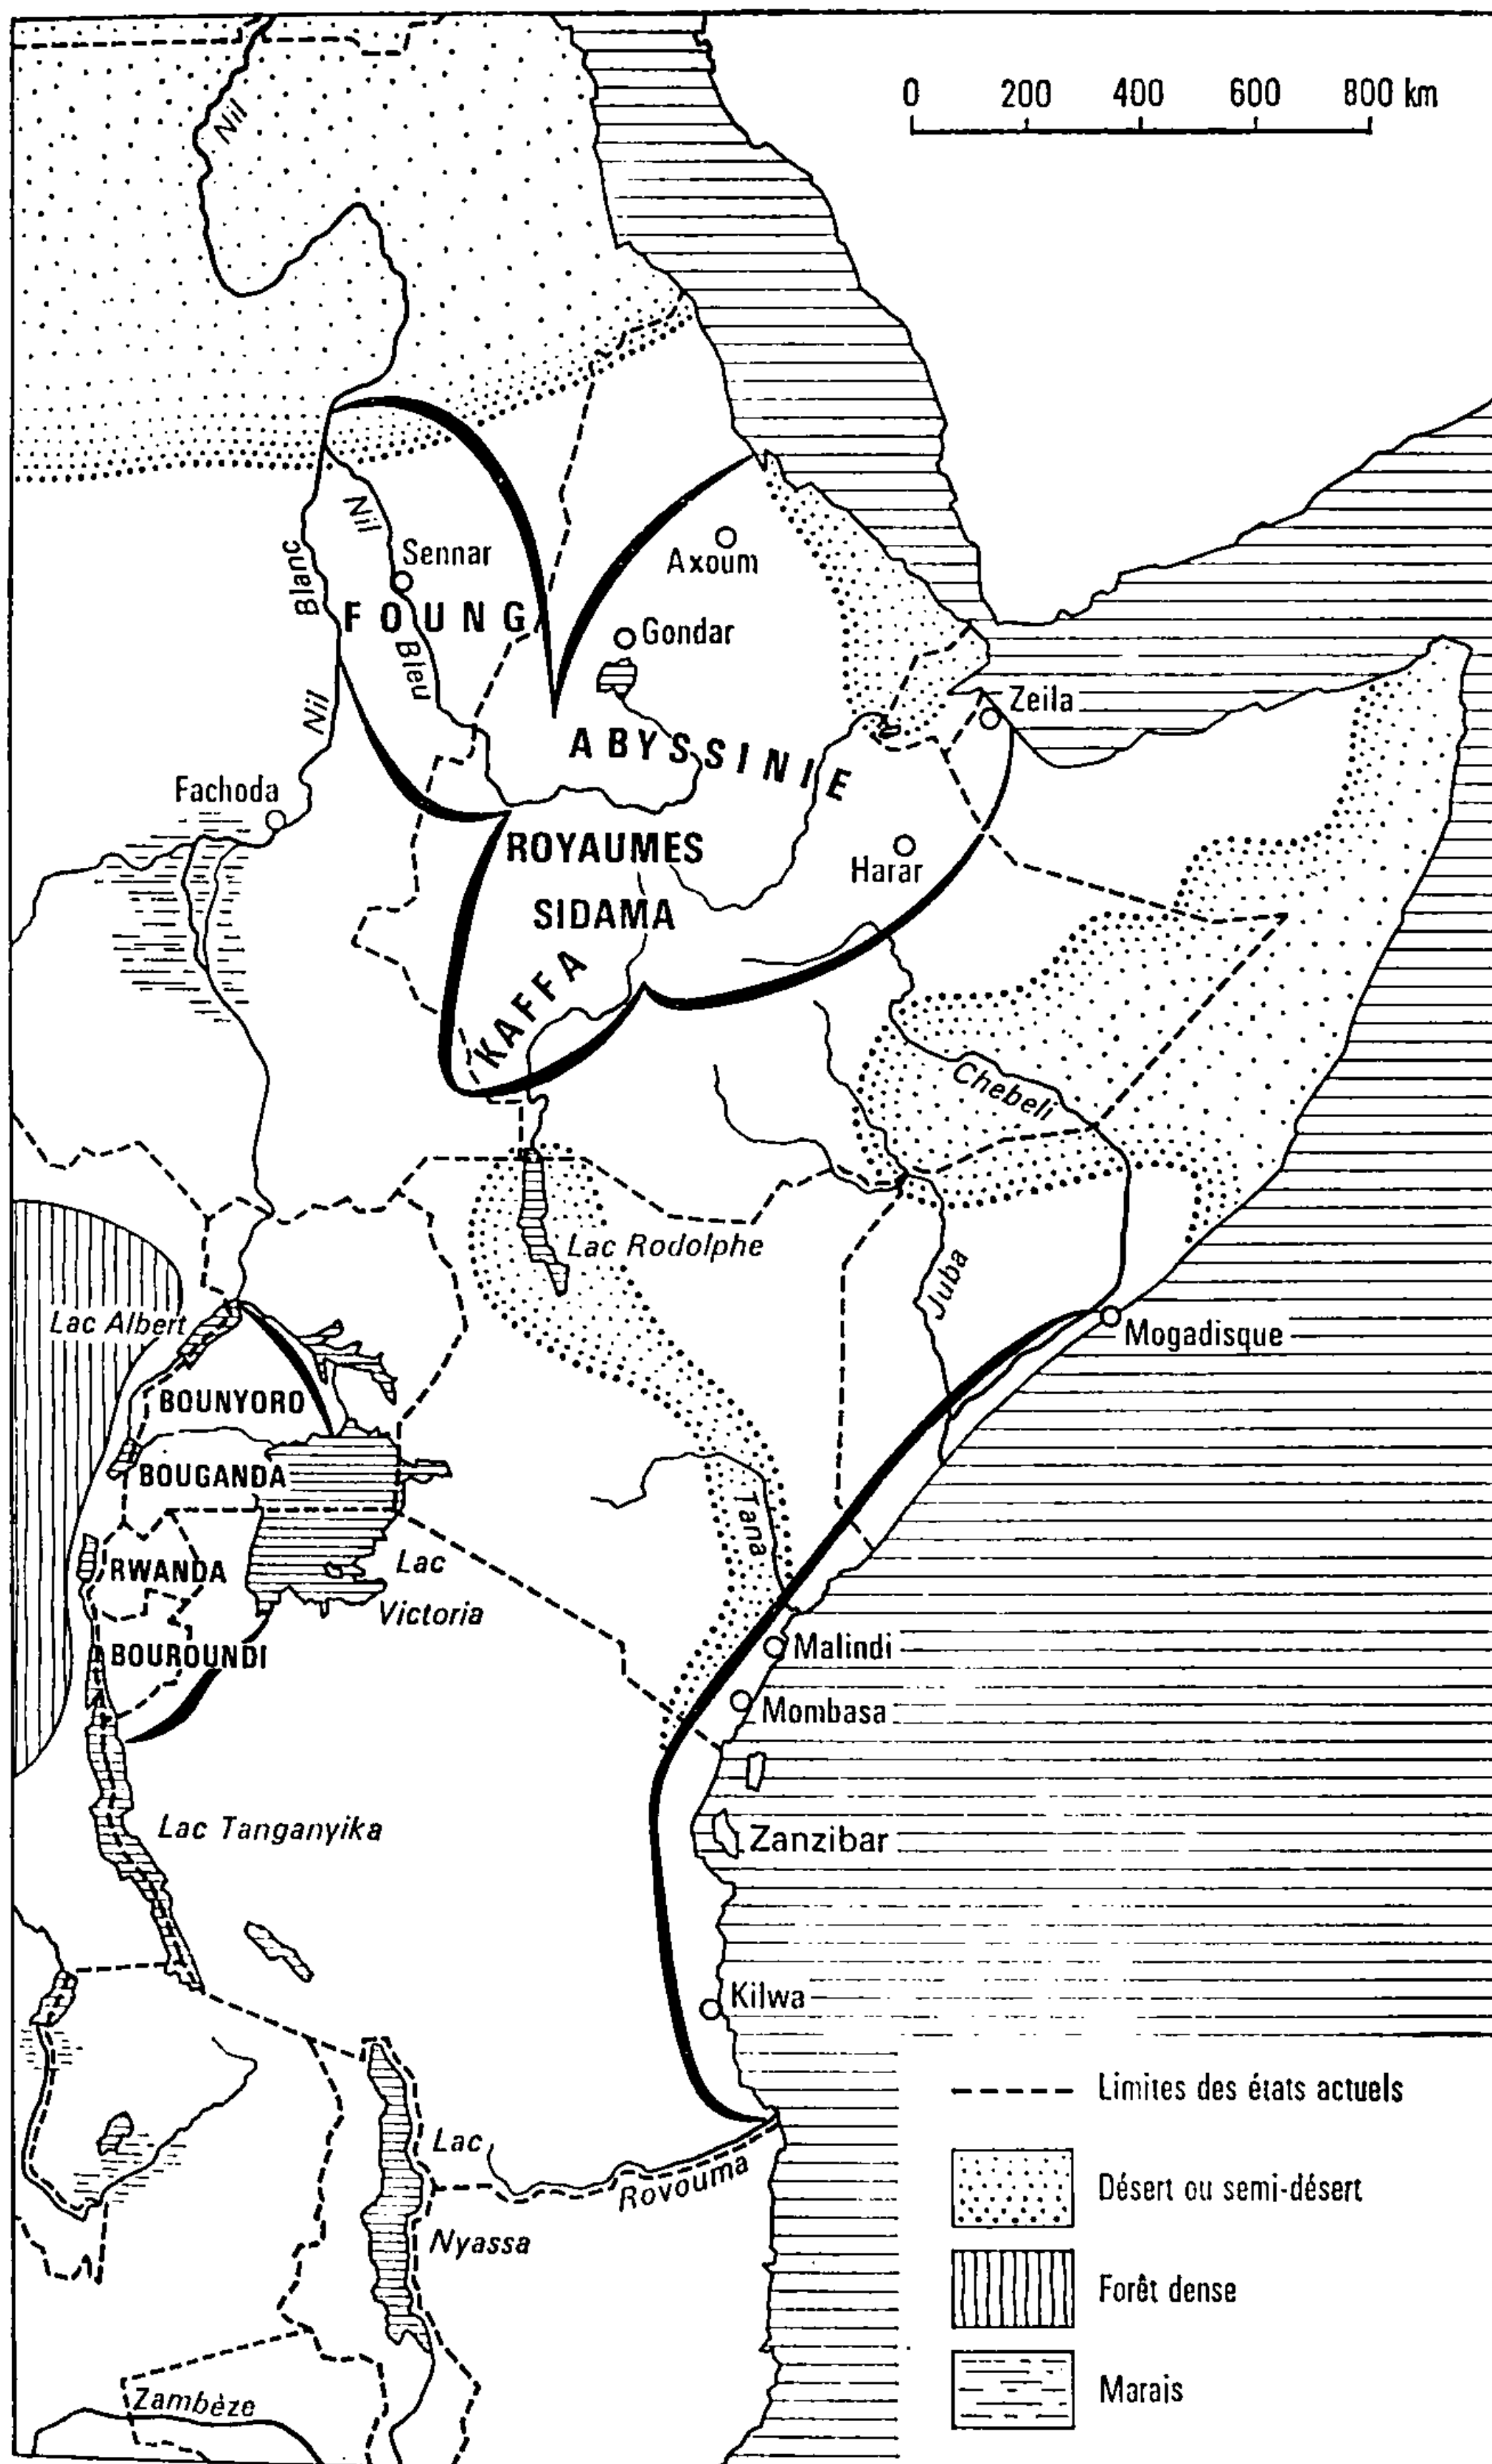 0 200 400 600 800 km
Nil
Nil
Bleu
Blanc
Nil
Sennar
FOUNG
Axoum
Gondar
Zeila
ABYSSINIE
Fachoda
ROYAUMES
SIDAMA
Harar
KAFFA
Chebeli
Lac Rodolphe
Juba
Lac Albert
Mogadisque
BOUNYORO
BOUGANDA
Tana
RWANDA
Lac
Victoria
BOUROUNDI
Malindi
Mombasa
Lac Tanganyika
Zanzibar
Kilwa
Limites des états actuels
Lac
Nyassa
Rovouma
Désert ou semi-désert
Forêt dense
Marais
Zambèze